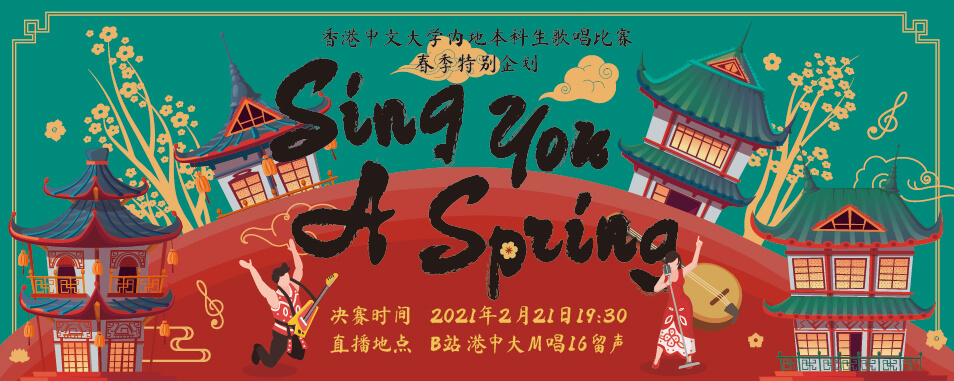 香港中文大学内地本科生歌唱比赛
春季特别企划
Sing You
A Spring
决赛时间 2021年2月21日19:30
直播地点 B站 港中大M唱16留声